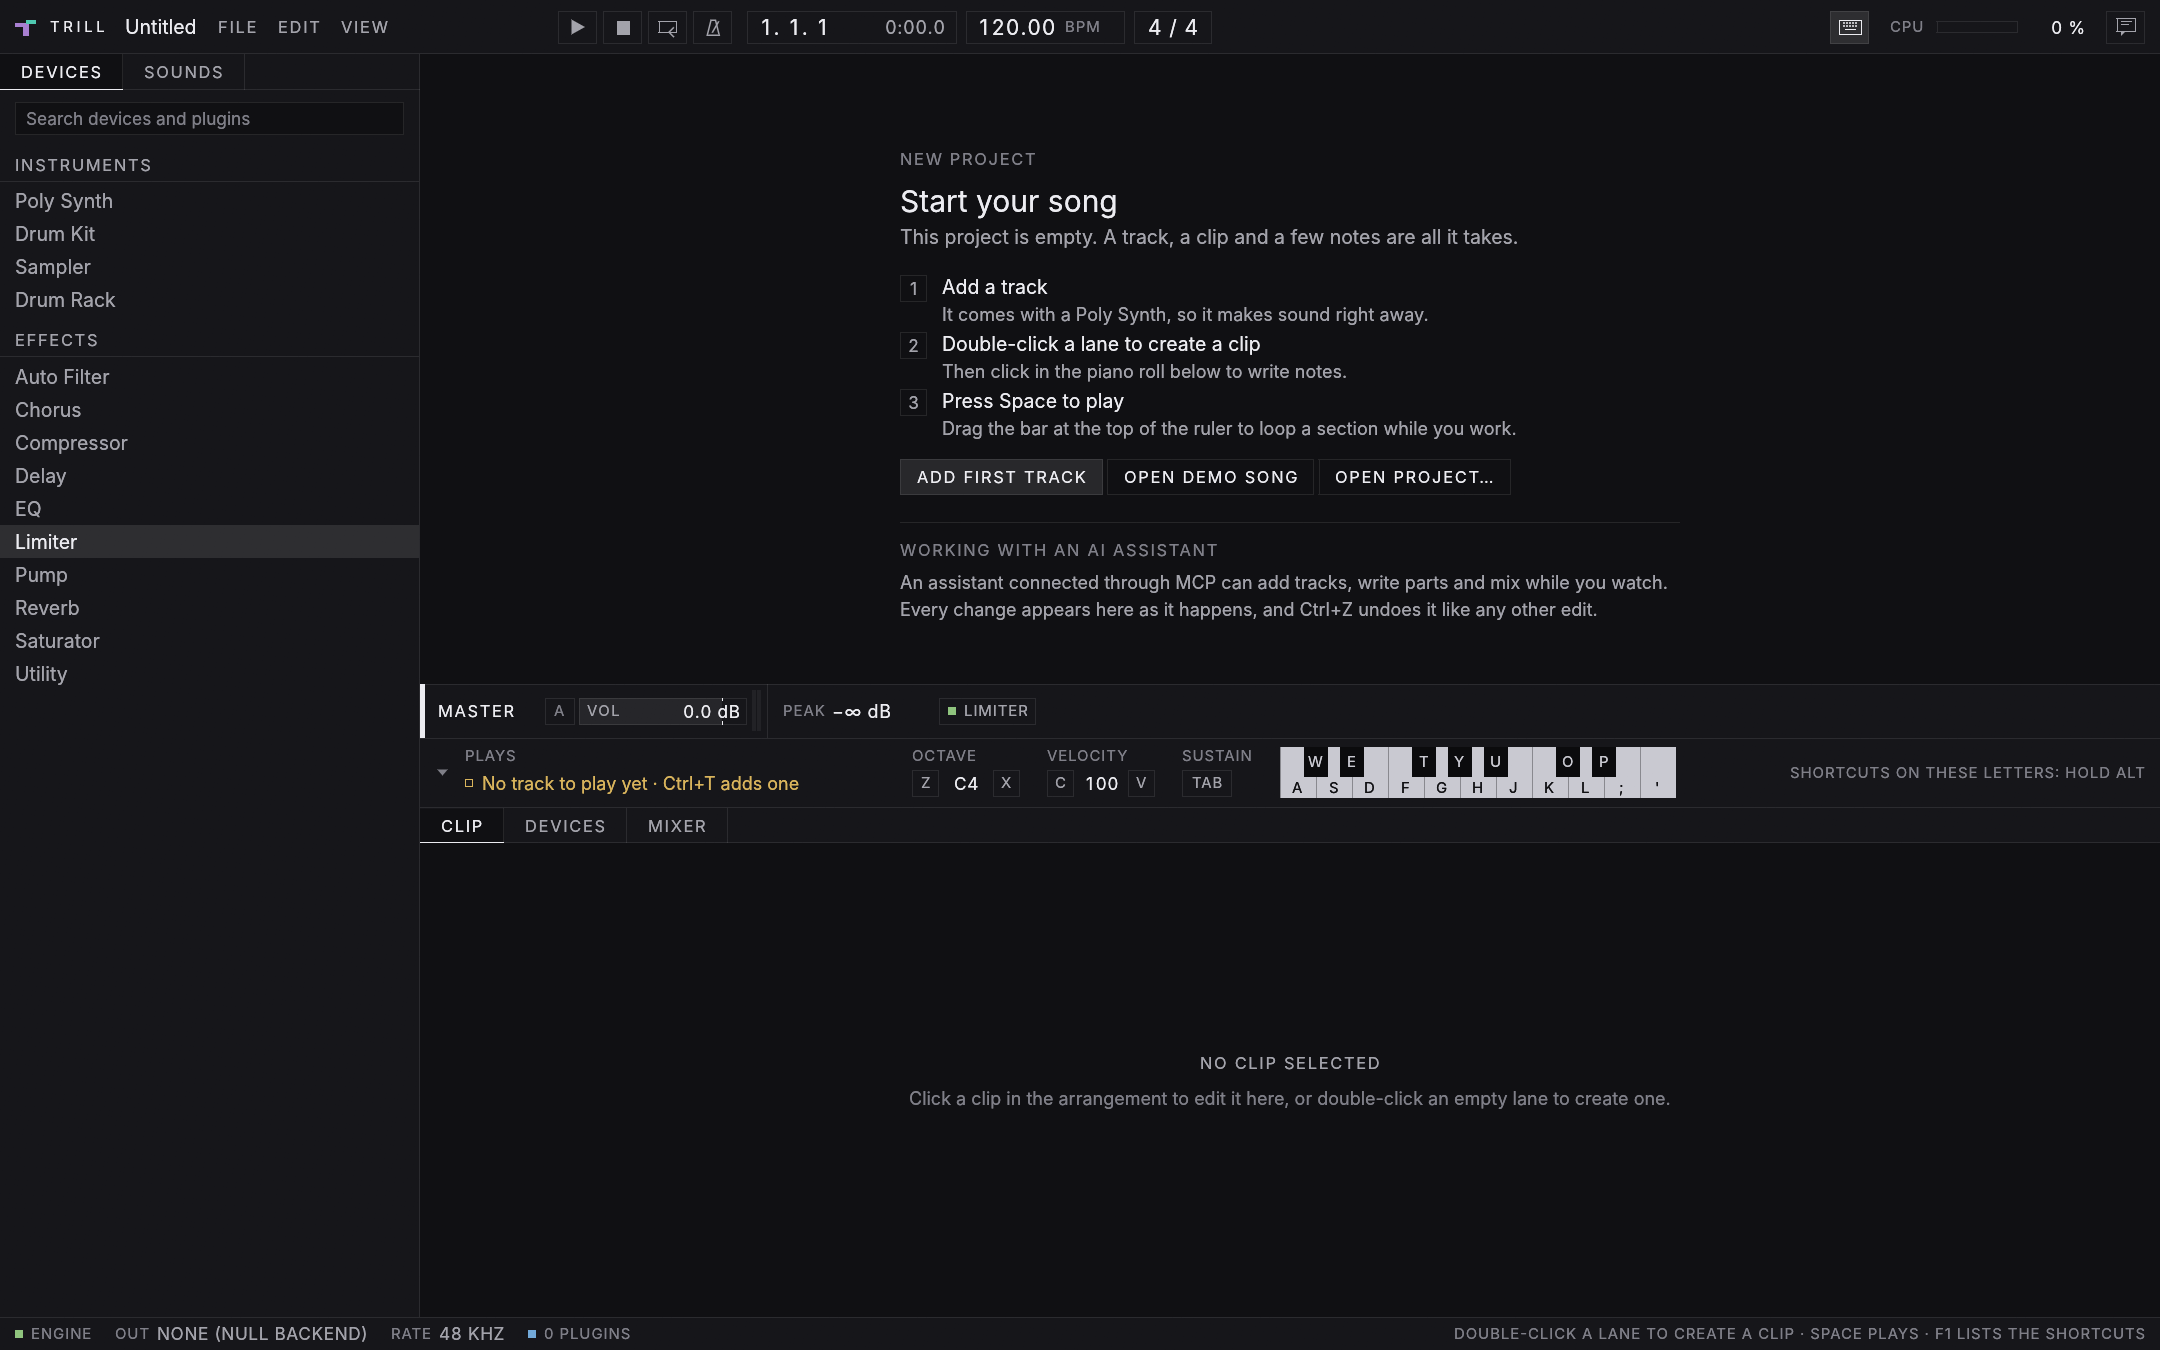 TRILL Untitled FILE EDIT VIEW 1. 1. 1 0:00.0 120.00 BPM 4 / 4 CPU 0 %
DEVICES SOUNDS
Search devices and plugins
INSTRUMENTS
Poly Synth
Drum Kit
Sampler
Drum Rack
EFFECTS
Auto Filter
Chorus
Compressor
Delay
EQ
Limiter
Pump
Reverb
Saturator
Utility
NEW PROJECT
Start your song
This project is empty. A track, a clip and a few notes are all it takes.
1 Add a track
It comes with a Poly Synth, so it makes sound right away.
2 Double-click a lane to create a clip
Then click in the piano roll below to write notes.
3 Press Space to play
Drag the bar at the top of the ruler to loop a section while you work.
ADD FIRST TRACK OPEN DEMO SONG OPEN PROJECT...
WORKING WITH AN AI ASSISTANT
An assistant connected through MCP can add tracks, write parts and mix while you watch.
Every change appears here as it happens, and Ctrl+Z undoes it like any other edit.
MASTER A VOL 0.0 dB PEAK −∞ dB LIMITER
PLAYS OCTAVE VELOCITY SUSTAIN
No track to play yet · Ctrl+T adds one Z C4 X C 100 V TAB
W E T Y U O P
A S D F G H J K L ; '
SHORTCUTS ON THESE LETTERS: HOLD ALT
CLIP DEVICES MIXER
NO CLIP SELECTED
Click a clip in the arrangement to edit it here, or double-click an empty lane to create one.
ENGINE OUT NONE (NULL BACKEND) RATE 48 KHZ 0 PLUGINS DOUBLE-CLICK A LANE TO CREATE A CLIP · SPACE PLAYS · F1 LISTS THE SHORTCUTS